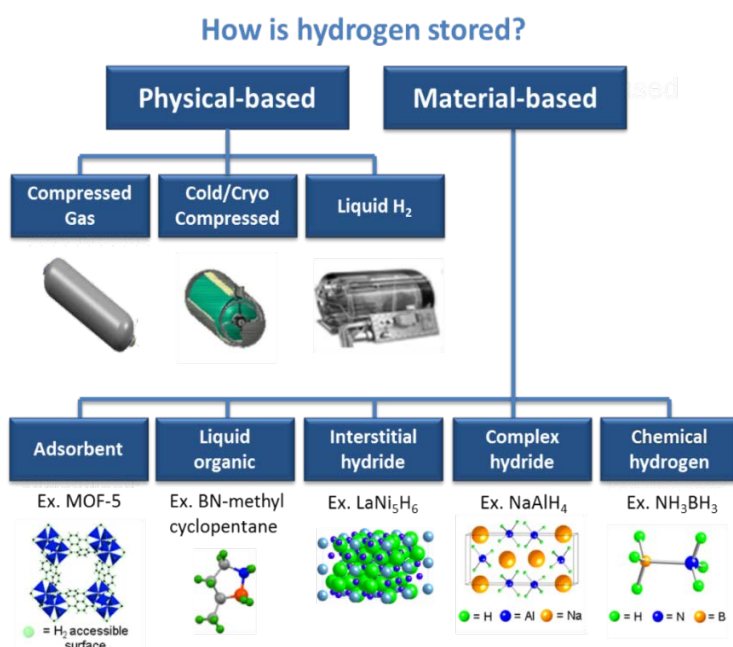 How is hydrogen stored?
Physical-based
Material-based
Compressed
Gas
Cold/Cryo
Compressed
Liquid H₂
Adsorbent
Liquid
organic
Interstitial
hydride
Complex
hydride
Chemical
hydrogen
Ex. MOF-5
Ex. BN-methyl
cyclopentane
Ex. LaNi₅H₆
Ex. NaAlH₄
Ex. NH₃BH₃
= H₂ accessible
surface
= H = Al = Na
= H = N = B